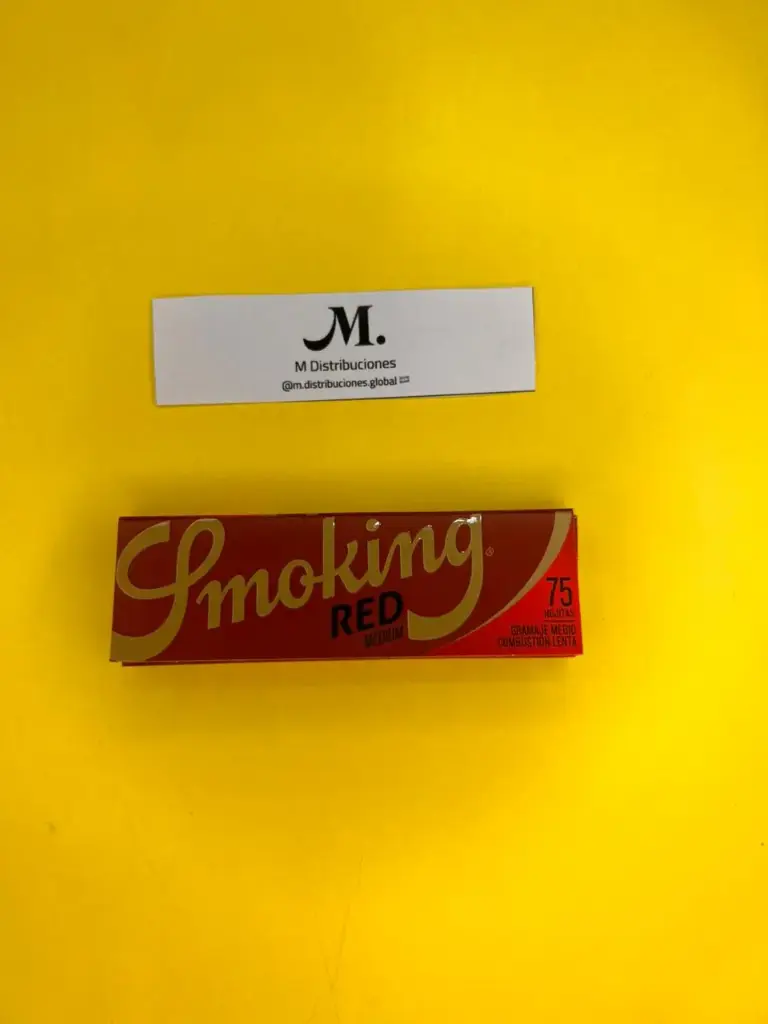 M.
M Distribuciones
@m.distribuciones.global
Smoking®
RED
MEDIUM
75
HOJITAS
GRAMAJE MEDIO
COMBUSTIÓN LENTA